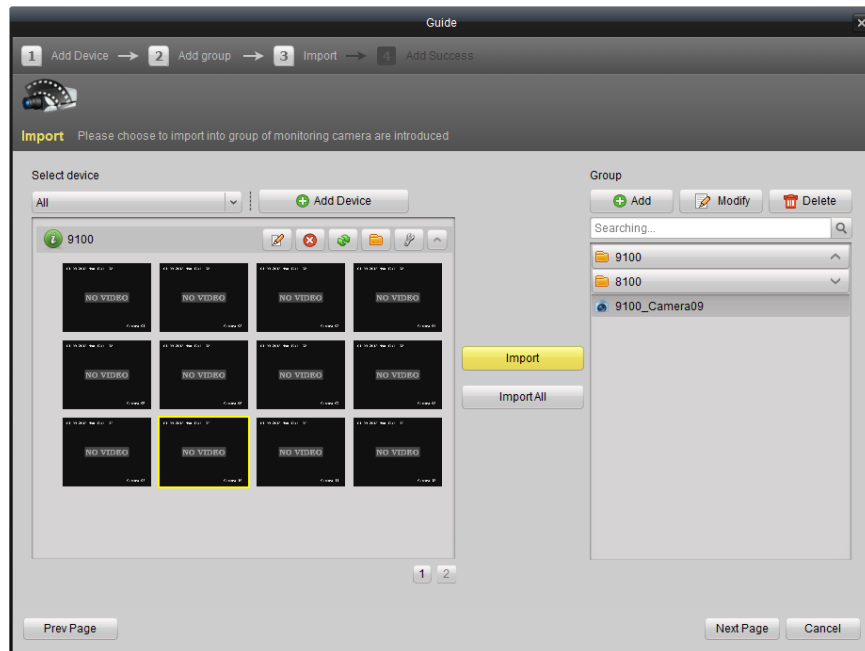 Guide
1 Add Device → 2 Add group → 3 Import → 4 Add Success
Import Please choose to import into group of monitoring camera are introduced
Select device
All
Add Device
9100
NO VIDEO NO VIDEO NO VIDEO NO VIDEO
NO VIDEO NO VIDEO NO VIDEO NO VIDEO
NO VIDEO NO VIDEO NO VIDEO NO VIDEO
1 2
Import
Import All
Group
Add Modify Delete
Searching...
9100
8100
9100_Camera09
Prev Page
Next Page Cancel